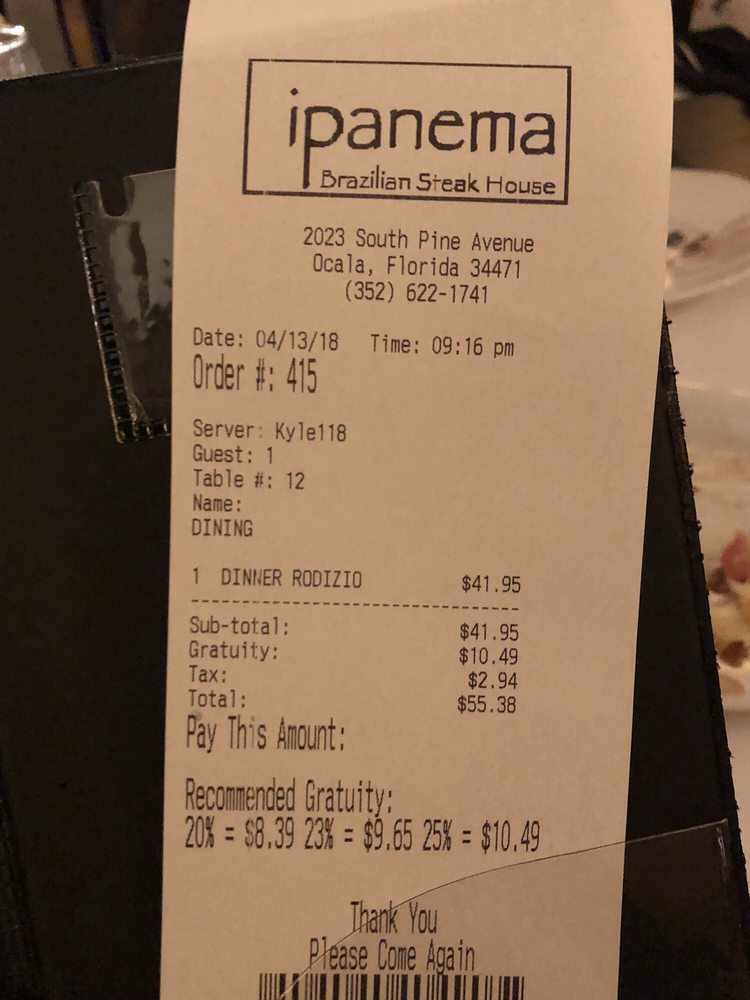 ipanema
Brazilian Steak House
2023 South Pine Avenue
Ocala, Florida 34471
(352) 622-1741
Date: 04/13/18 Time: 09:16 pm
Order #: 415
Server: Kyle118
Guest: 1
Table #: 12
Name:
DINING
1 DINNER RODIZIO $41.95
Sub-total: $41.95
Gratuity: $10.49
Tax: $2.94
Total: $55.38
Pay This Amount:
Recommended Gratuity:
20% = $8.39 23% = $9.65 25% = $10.49
Thank You
Please Come Again